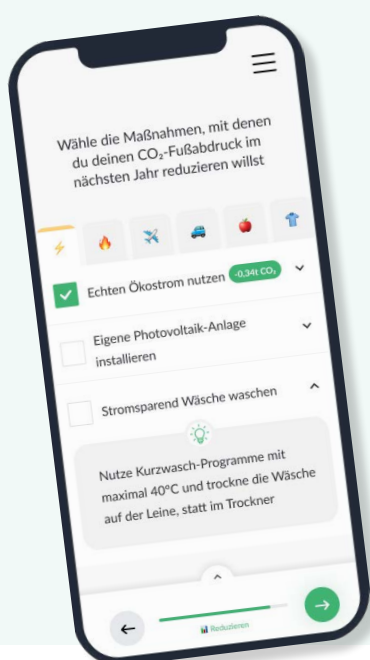 Wähle die Maßnahmen, mit denen
du deinen CO₂-Fußabdruck im
nächsten Jahr reduzieren willst
Echten Ökostrom nutzen -0,34t CO₂
Eigene Photovoltaik-Anlage
installieren
Stromsparend Wäsche waschen
Nutze Kurzwasch-Programme mit
maximal 40°C und trockne die Wäsche
auf der Leine, statt im Trockner
Reduzieren